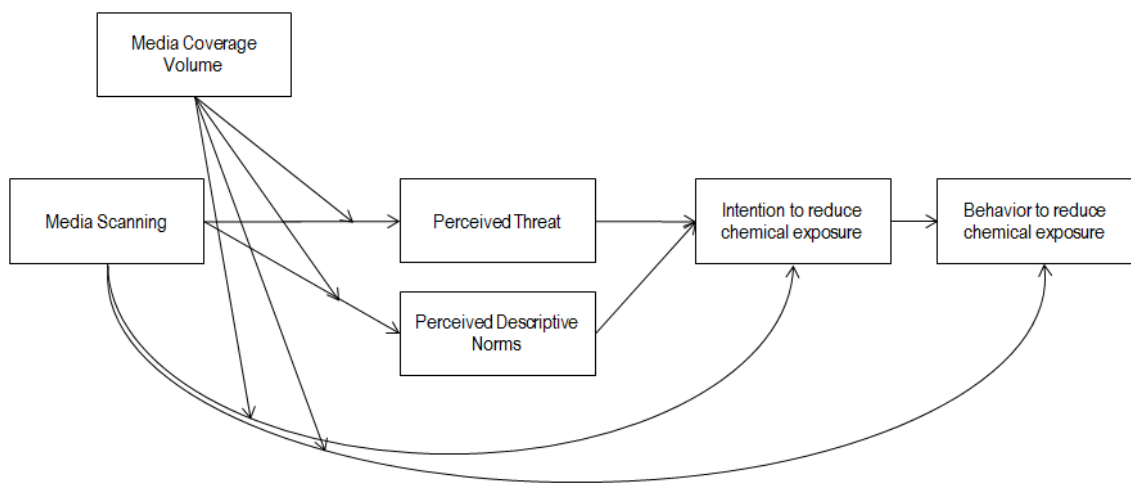 Media Coverage
Volume
Media Scanning
Perceived Threat
Intention to reduce
chemical exposure
Behavior to reduce
chemical exposure
Perceived Descriptive
Norms